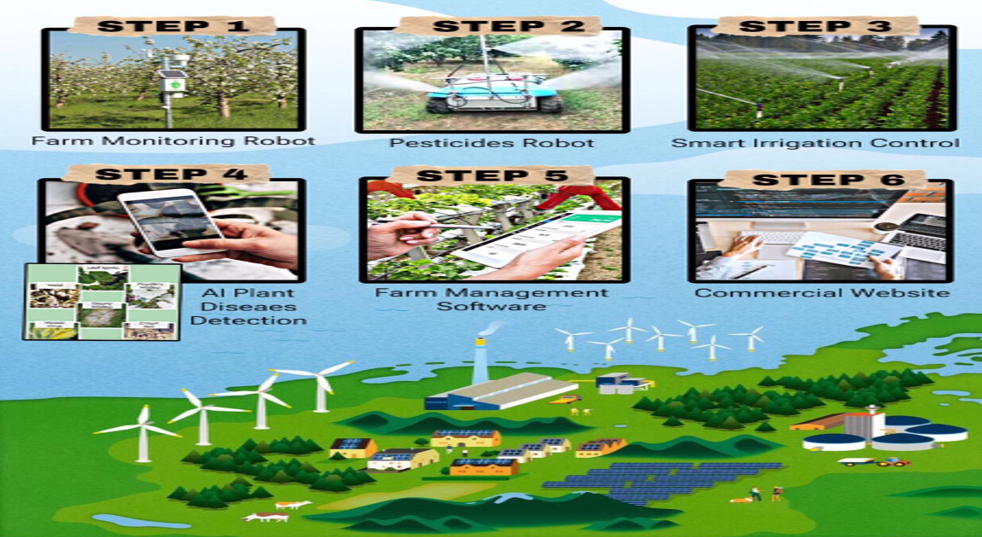 STEP 1
STEP 2
STEP 3
Farm Monitoring Robot
Pesticides Robot
Smart Irrigation Control
STEP 4
STEP 5
STEP 6
AI Plant
Diseaes
Detection
Farm Management
Software
Commercial Website